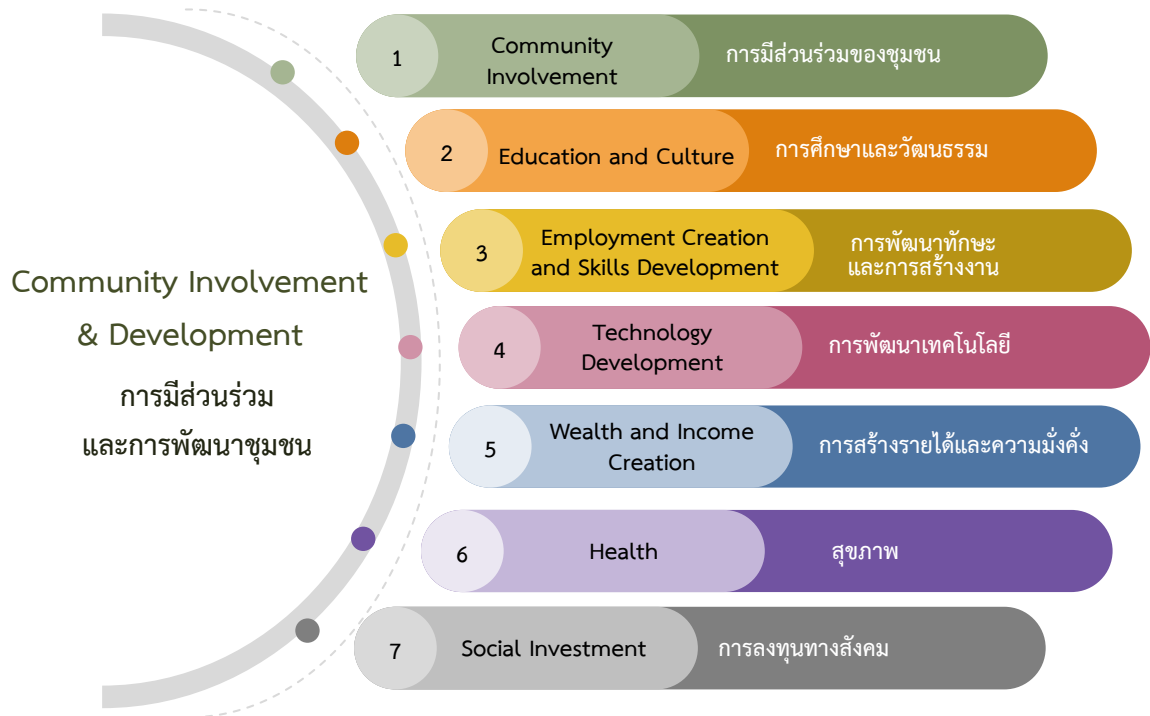 Community Involvement
& Development
การมีส่วนร่วม
และการพัฒนาชุมชน
1
Community
Involvement
การมีส่วนร่วมของชุมชน
2
Education and Culture
การศึกษาและวัฒนธรรม
3
Employment Creation
and Skills Development
การพัฒนาทักษะ
และการสร้างงาน
4
Technology
Development
การพัฒนาเทคโนโลยี
5
Wealth and Income
Creation
การสร้างรายได้และความมั่งคั่ง
6
Health
สุขภาพ
7
Social Investment
การลงทุนทางสังคม